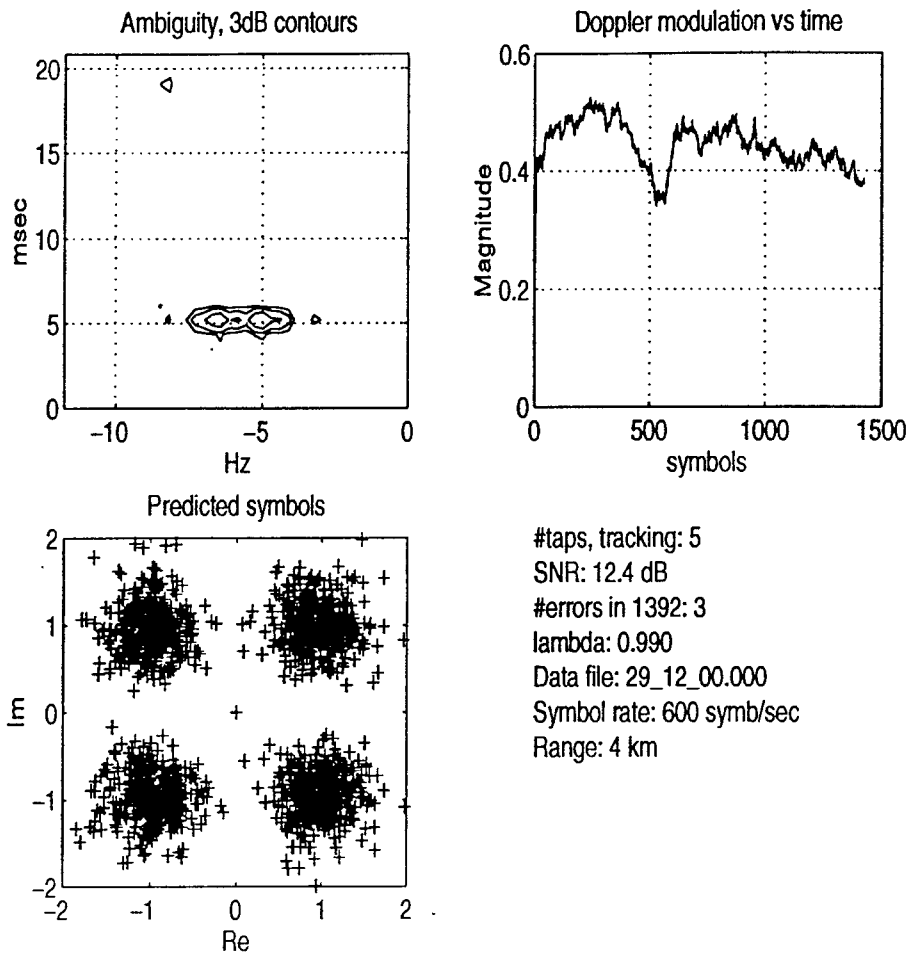 Ambiguity, 3dB contours
20
15
10
5
0
msec
−10
−5
0
Hz
Doppler modulation vs time
0.6
0.4
0.2
0
Magnitude
0
500
1000
1500
symbols
Predicted symbols
2
1
0
−1
−2
Im
−2
−1
0
1
2
Re
#taps, tracking: 5
SNR: 12.4 dB
#errors in 1392: 3
lambda: 0.990
Data file: 29_12_00.000
Symbol rate: 600 symb/sec
Range: 4 km